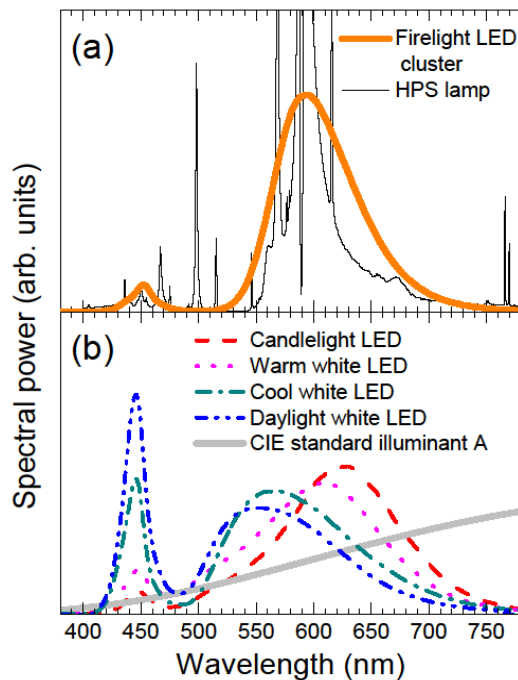 (a)
Firelight LED
cluster
HPS lamp
Spectral power (arb. units)
(b)
Candlelight LED
Warm white LED
Cool white LED
Daylight white LED
CIE standard illuminant A
400 450 500 550 600 650 700 750
Wavelength (nm)